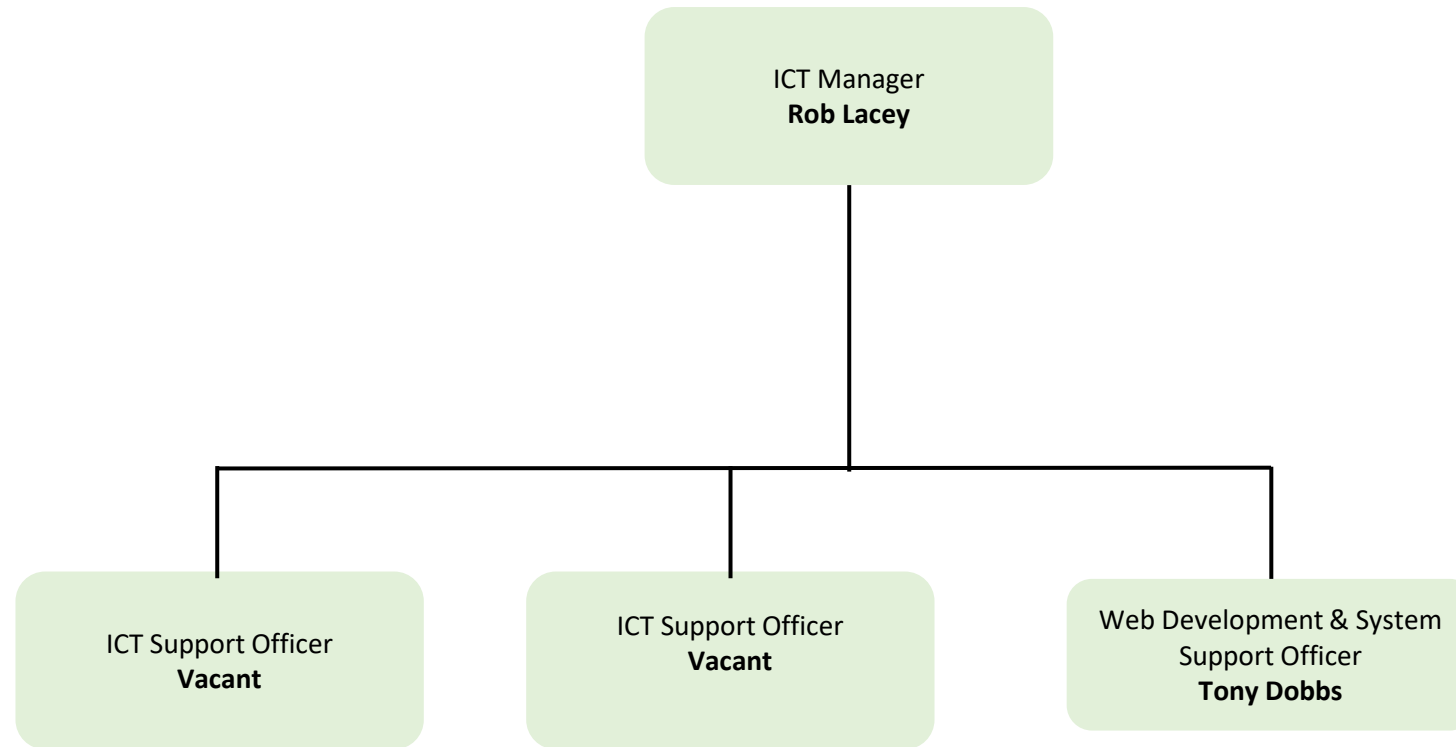 ICT Manager
Rob Lacey
ICT Support Officer
Vacant
ICT Support Officer
Vacant
Web Development & System
Support Officer
Tony Dobbs